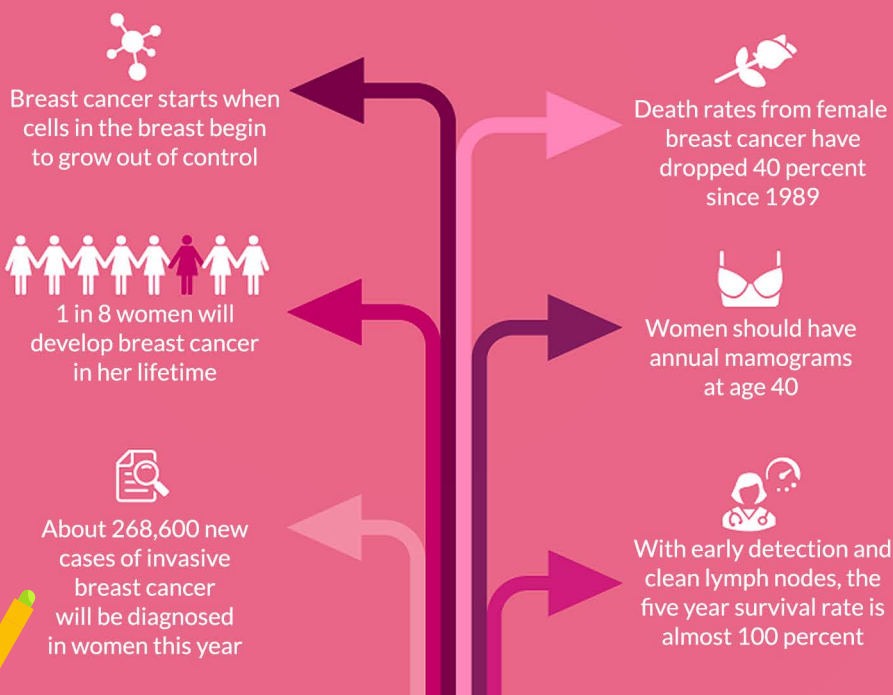 Breast cancer starts when
cells in the breast begin
to grow out of control
1 in 8 women will
develop breast cancer
in her lifetime
About 268,600 new
cases of invasive
breast cancer
will be diagnosed
in women this year
Death rates from female
breast cancer have
dropped 40 percent
since 1989
Women should have
annual mamograms
at age 40
With early detection and
clean lymph nodes, the
five year survival rate is
almost 100 percent